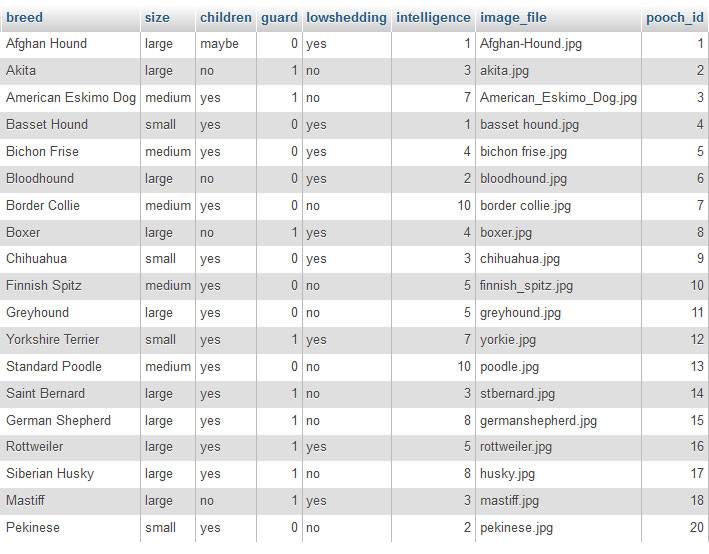 breed size children guard lowshedding intelligence image_file pooch_id
Afghan Hound large maybe 0 yes 1 Afghan-Hound.jpg 1
Akita large no 1 no 3 akita.jpg 2
American Eskimo Dog medium yes 1 no 7 American_Eskimo_Dog.jpg 3
Basset Hound small yes 0 yes 1 basset hound.jpg 4
Bichon Frise medium yes 0 yes 4 bichon frise.jpg 5
Bloodhound large no 0 yes 2 bloodhound.jpg 6
Border Collie medium yes 0 no 10 border collie.jpg 7
Boxer large no 1 yes 4 boxer.jpg 8
Chihuahua small yes 0 yes 3 chihuahua.jpg 9
Finnish Spitz medium yes 0 no 5 finnish_spitz.jpg 10
Greyhound large yes 0 no 5 greyhound.jpg 11
Yorkshire Terrier small yes 1 yes 7 yorkie.jpg 12
Standard Poodle medium yes 0 no 10 poodle.jpg 13
Saint Bernard large yes 1 no 3 stbernard.jpg 14
German Shepherd large yes 1 no 8 germanshepherd.jpg 15
Rottweiler large yes 1 yes 5 rottweiler.jpg 16
Siberian Husky large yes 1 no 8 husky.jpg 17
Mastiff large no 1 yes 3 mastiff.jpg 18
Pekinese small yes 0 no 2 pekinese.jpg 20